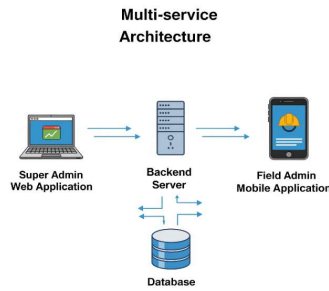 Multi-service
Architecture
Super Admin
Web Application
Backend
Server
Field Admin
Mobile Application
Database